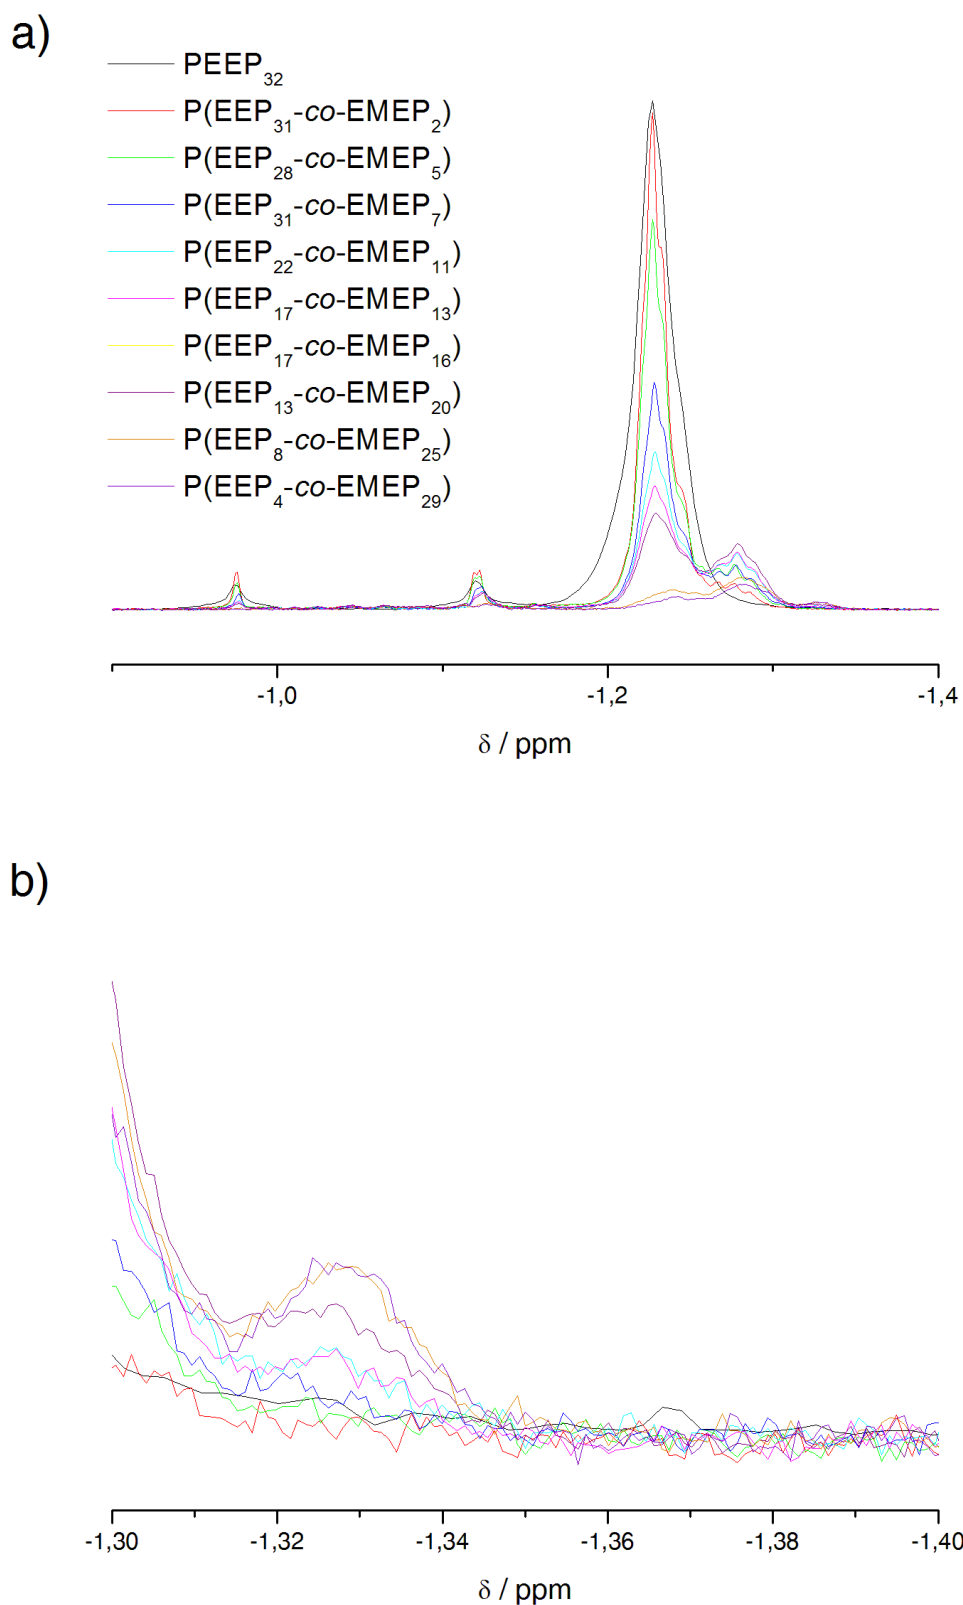 a)
PEEP32
P(EEP31-co-EMEP2)
P(EEP28-co-EMEP5)
P(EEP31-co-EMEP7)
P(EEP22-co-EMEP11)
P(EEP17-co-EMEP13)
P(EEP17-co-EMEP16)
P(EEP13-co-EMEP20)
P(EEP8-co-EMEP25)
P(EEP4-co-EMEP29)
-1,0 -1,2 -1,4
δ / ppm
b)
-1,30 -1,32 -1,34 -1,36 -1,38 -1,40
δ / ppm